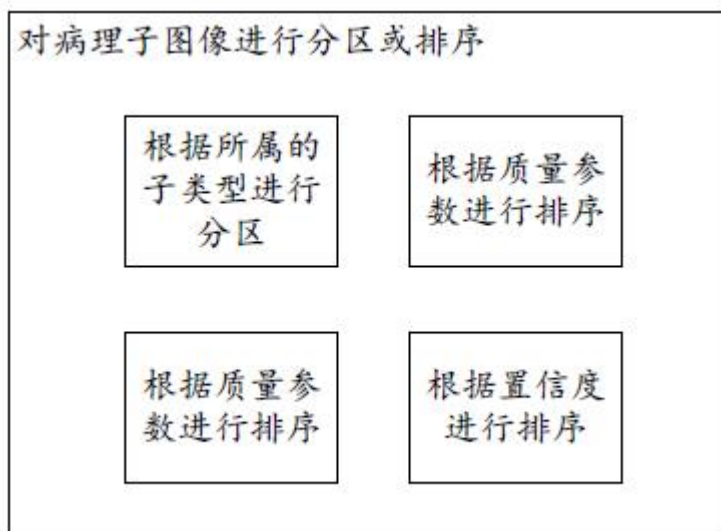 对病理子图像进行分区或排序
根据所属的
子类型进行
分区
根据质量参
数进行排序
根据质量参
数进行排序
根据置信度
进行排序